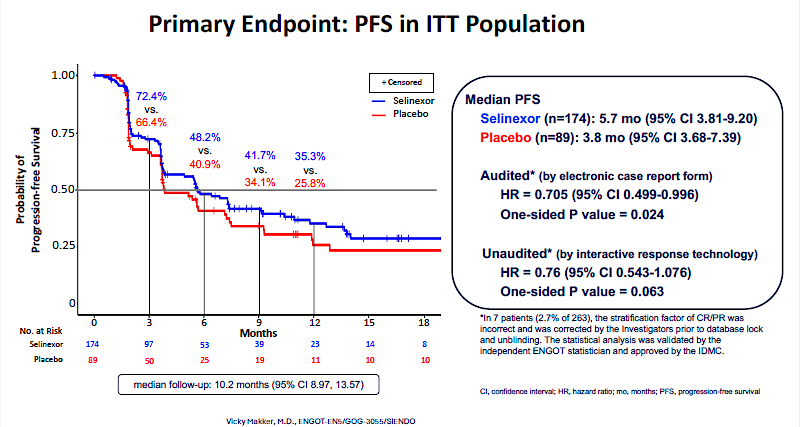 Primary Endpoint: PFS in ITT Population
1.00
0.75
0.50
0.25
0
Probability of
Progression-free Survival
+ Censored
Selinexor
Placebo
72.4%
vs.
66.4%
48.2%
vs.
40.9%
41.7%
vs.
34.1%
35.3%
vs.
25.8%
0 3 6 9 12 15 18
Months
No. at Risk
Selinexor 174 97 53 39 23 14 8
Placebo 89 50 25 19 11 10 10
median follow-up: 10.2 months (95% CI 8.97, 13.57)
Median PFS
Selinexor (n=174): 5.7 mo (95% CI 3.81-9.20)
Placebo (n=89): 3.8 mo (95% CI 3.68-7.39)
Audited* (by electronic case report form)
HR = 0.705 (95% CI 0.499-0.996)
One-sided P value = 0.024
Unaudited* (by interactive response technology)
HR = 0.76 (95% CI 0.543-1.076)
One-sided P value = 0.063
*In 7 patients (2.7% of 263), the stratification factor of CR/PR was
incorrect and was corrected by the Investigators prior to database lock
and unblinding. The statistical analysis was validated by the
independent ENGOT statistician and approved by the IDMC.
CI, confidence interval; HR, hazard ratio; mo, months; PFS, progression-free survival
Vicky Makker, M.D., ENGOT-EN5/GOG-3055/SIENDO